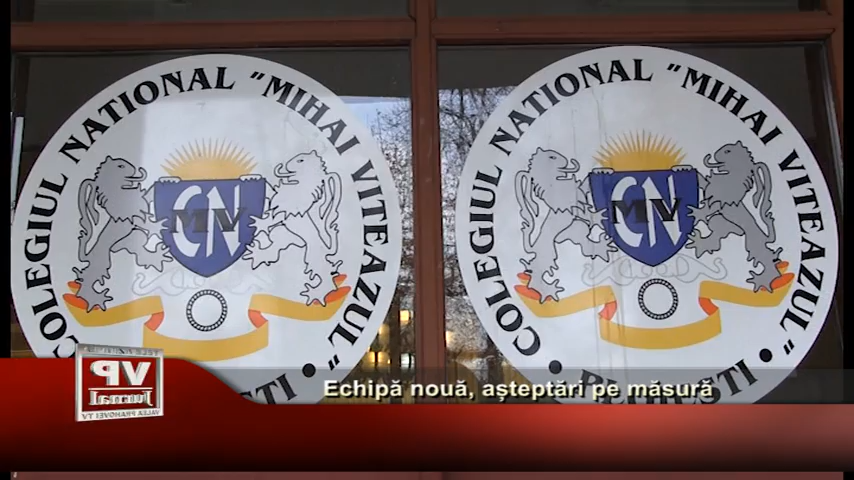 COLEGIUL NATIONAL "MIHAI VITEAZUL"
CN
MV
COLEGIUL NATIONAL "MIHAI VITEAZUL"
CN
MV
Echipă nouă, așteptări pe măsură
VP
Jurnal
VALEA PRAHOVEI TV